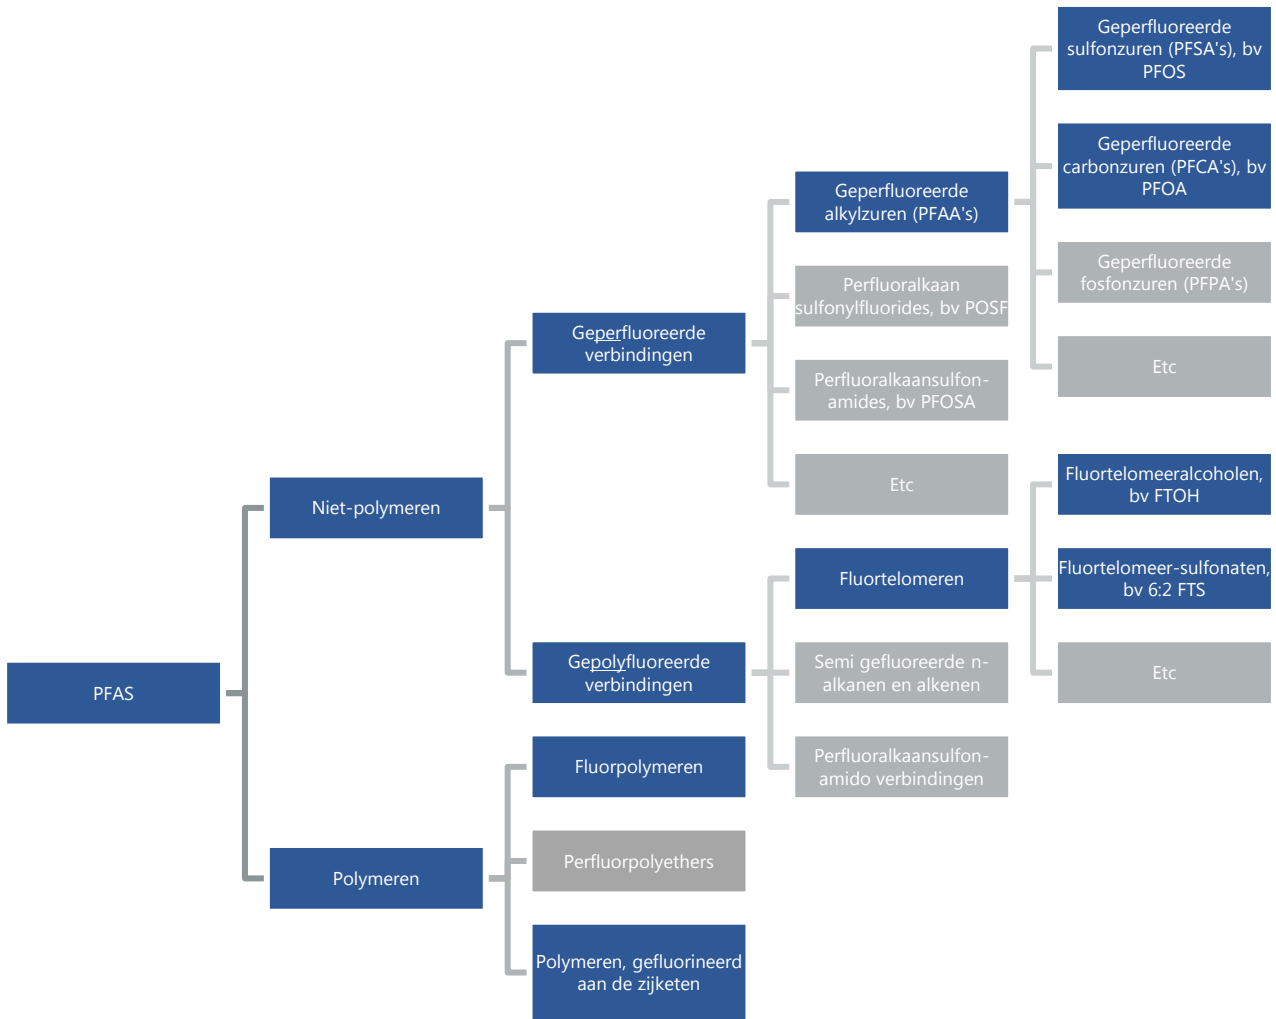 PFAS
Niet-polymeren
Geperfluoreerde
verbindingen
Geperfluoreerde
alkylzuren (PFAA's)
Geperfluoreerde
sulfonzuren (PFSA's), bv
PFOS
Geperfluoreerde
carbonzuren (PFCA's), bv
PFOA
Geperfluoreerde
fosfonzuren (PFPA's)
Etc
Perfluoralkaan
sulfonylfluorides, bv POSF
Perfluoralkaansulfon-
amides, bv PFOSA
Etc
Gepolyfluoreerde
verbindingen
Fluortelomeren
Fluortelomeeralcoholen,
bv FTOH
Fluortelomeer-sulfonaten,
bv 6:2 FTS
Etc
Semi gefluoreerde n-
alkanen en alkenen
Perfluoralkaansulfon-
amido verbindingen
Polymeren
Fluorpolymeren
Perfluorpolyethers
Polymeren, gefluorineerd
aan de zijketen